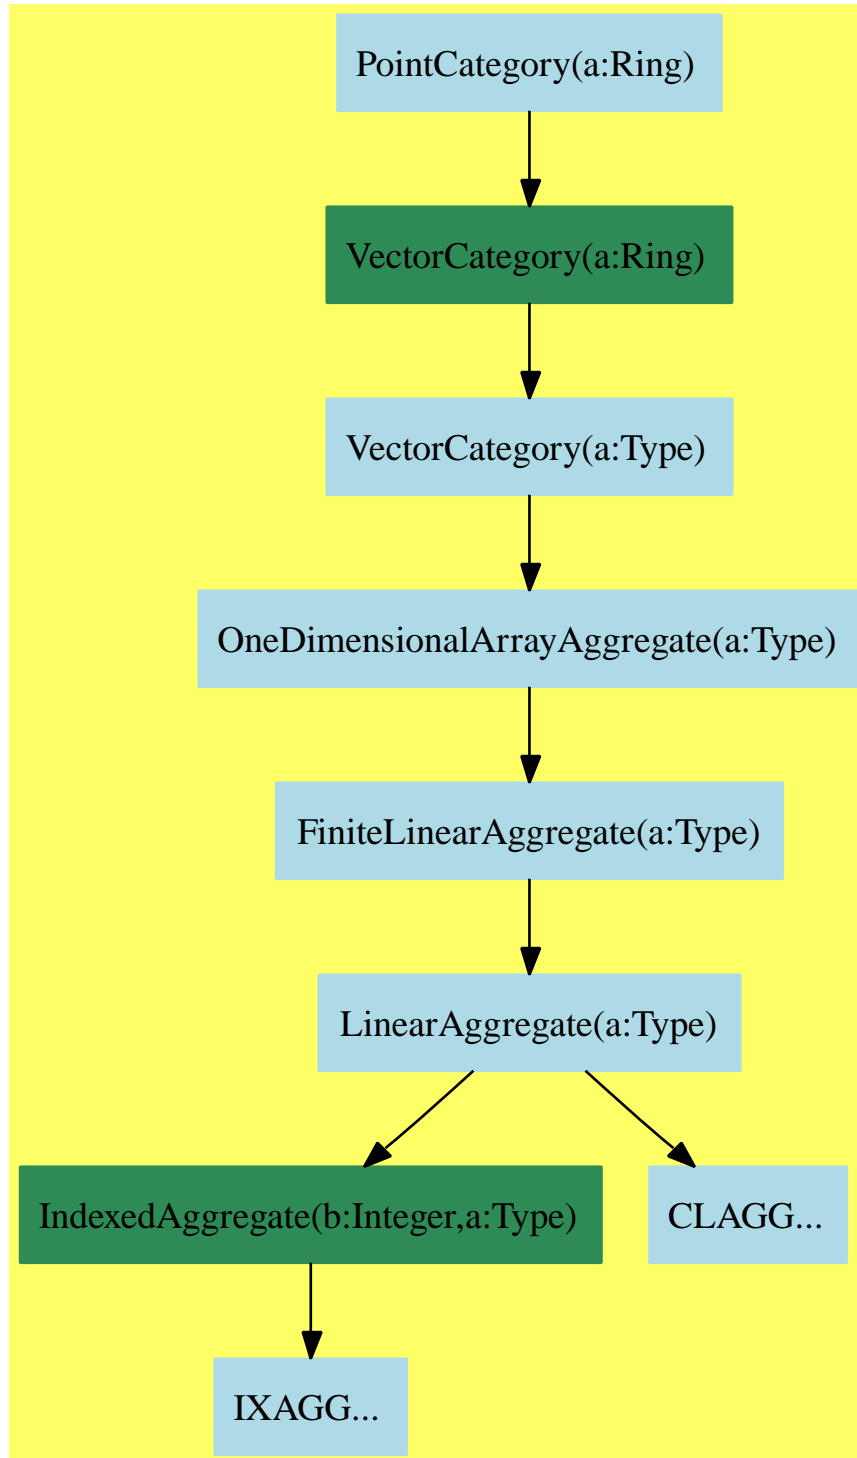 PointCategory(a:Ring)
VectorCategory(a:Ring)
VectorCategory(a:Type)
OneDimensionalArrayAggregate(a:Type)
FiniteLinearAggregate(a:Type)
LinearAggregate(a:Type)
IndexedAggregate(b:Integer,a:Type)
CLAGG...
IXAGG...